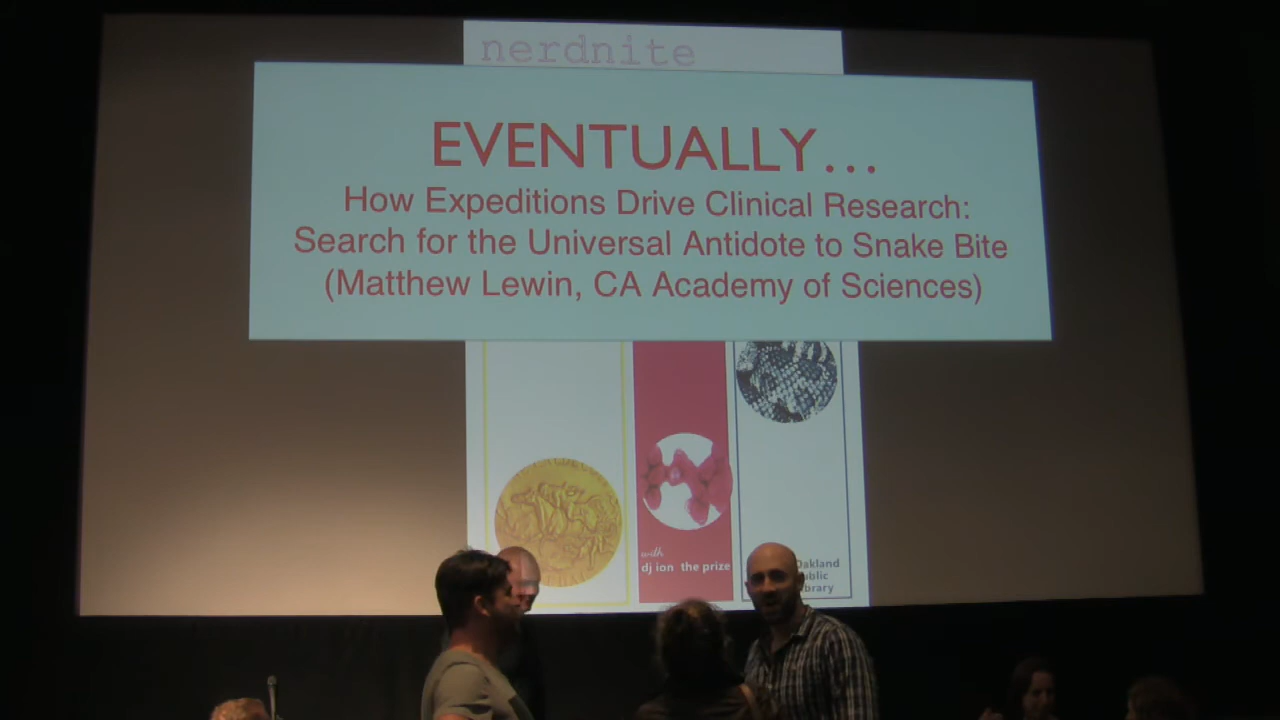 nerdnite
EVENTUALLY...
How Expeditions Drive Clinical Research:
Search for the Universal Antidote to Snake Bite
(Matthew Lewin, CA Academy of Sciences)
with
dj ion the prize
Oakland
ublic
brary